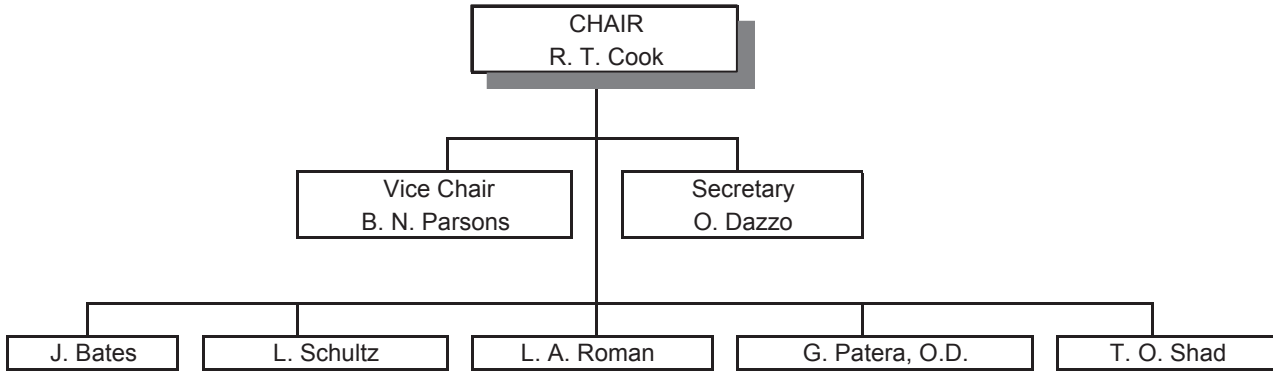 CHAIR
R. T. Cook
Vice Chair
B. N. Parsons
Secretary
O. Dazzo
J. Bates
L. Schultz
L. A. Roman
G. Patera, O.D.
T. O. Shad